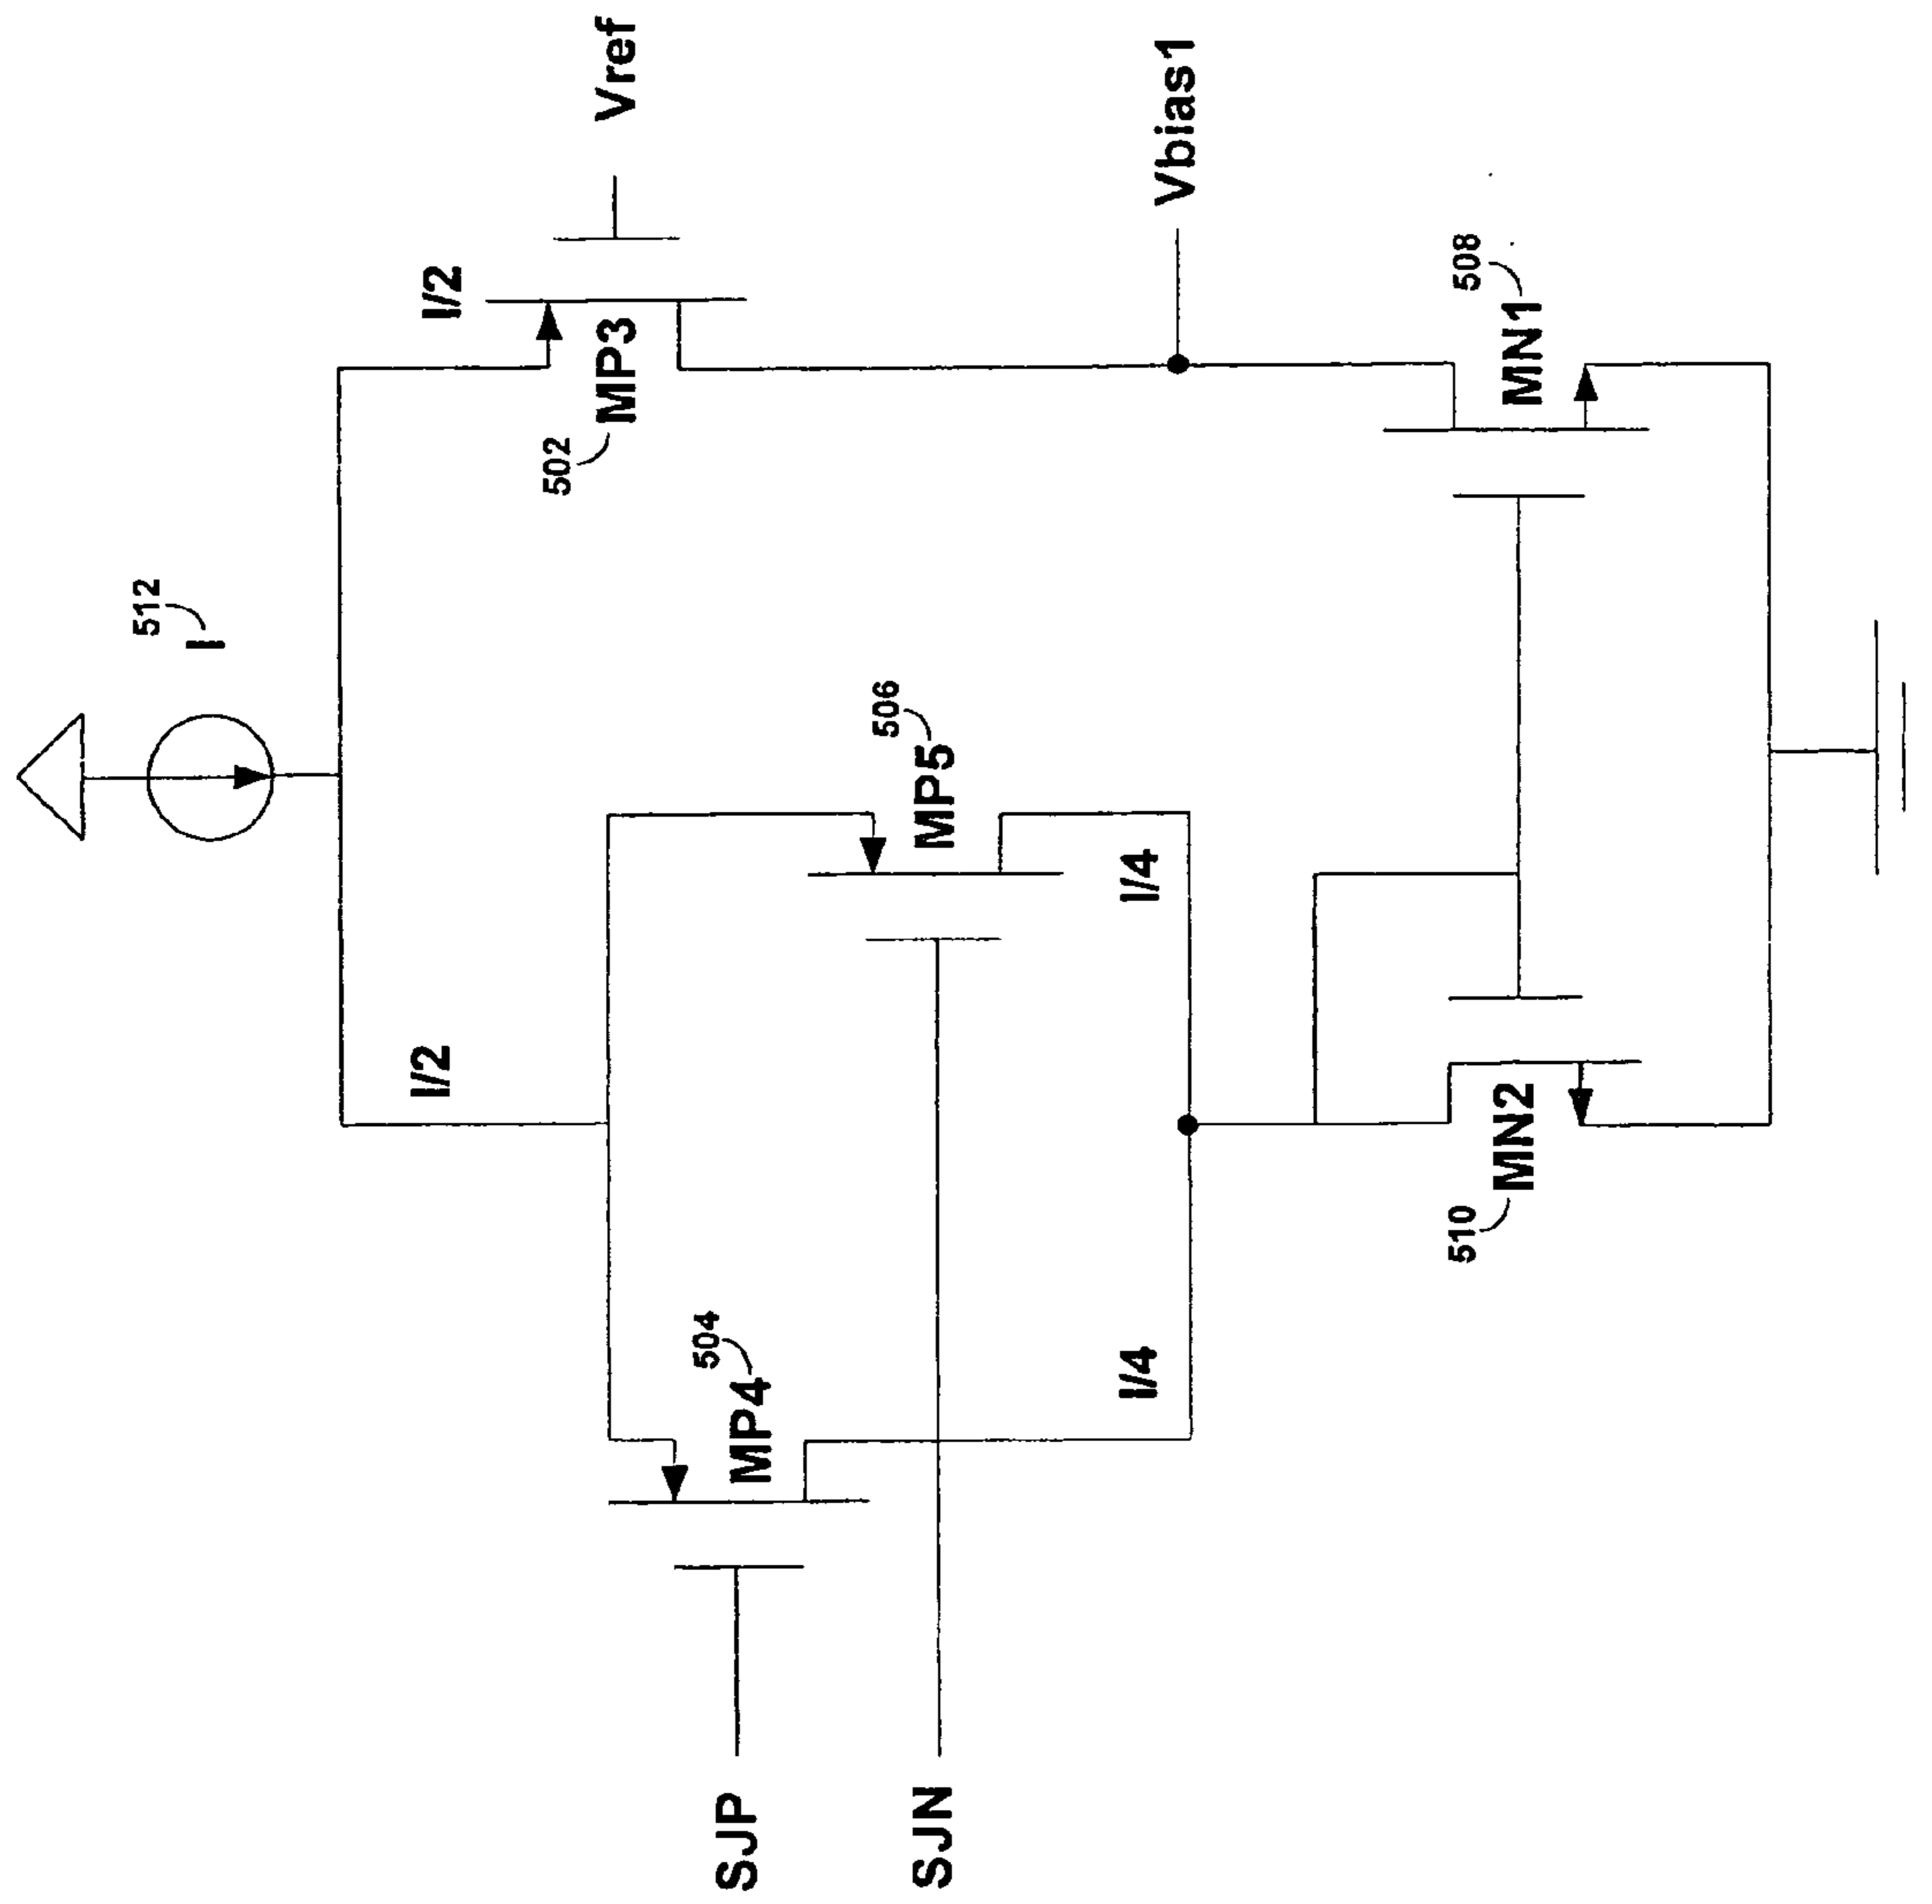 512
I
I/2
I/2
Vref
MP3
502
506
MP5
504
MP4
I/4
I/4
Vbias1
SJP
SJN
508
MN1
510
MN2